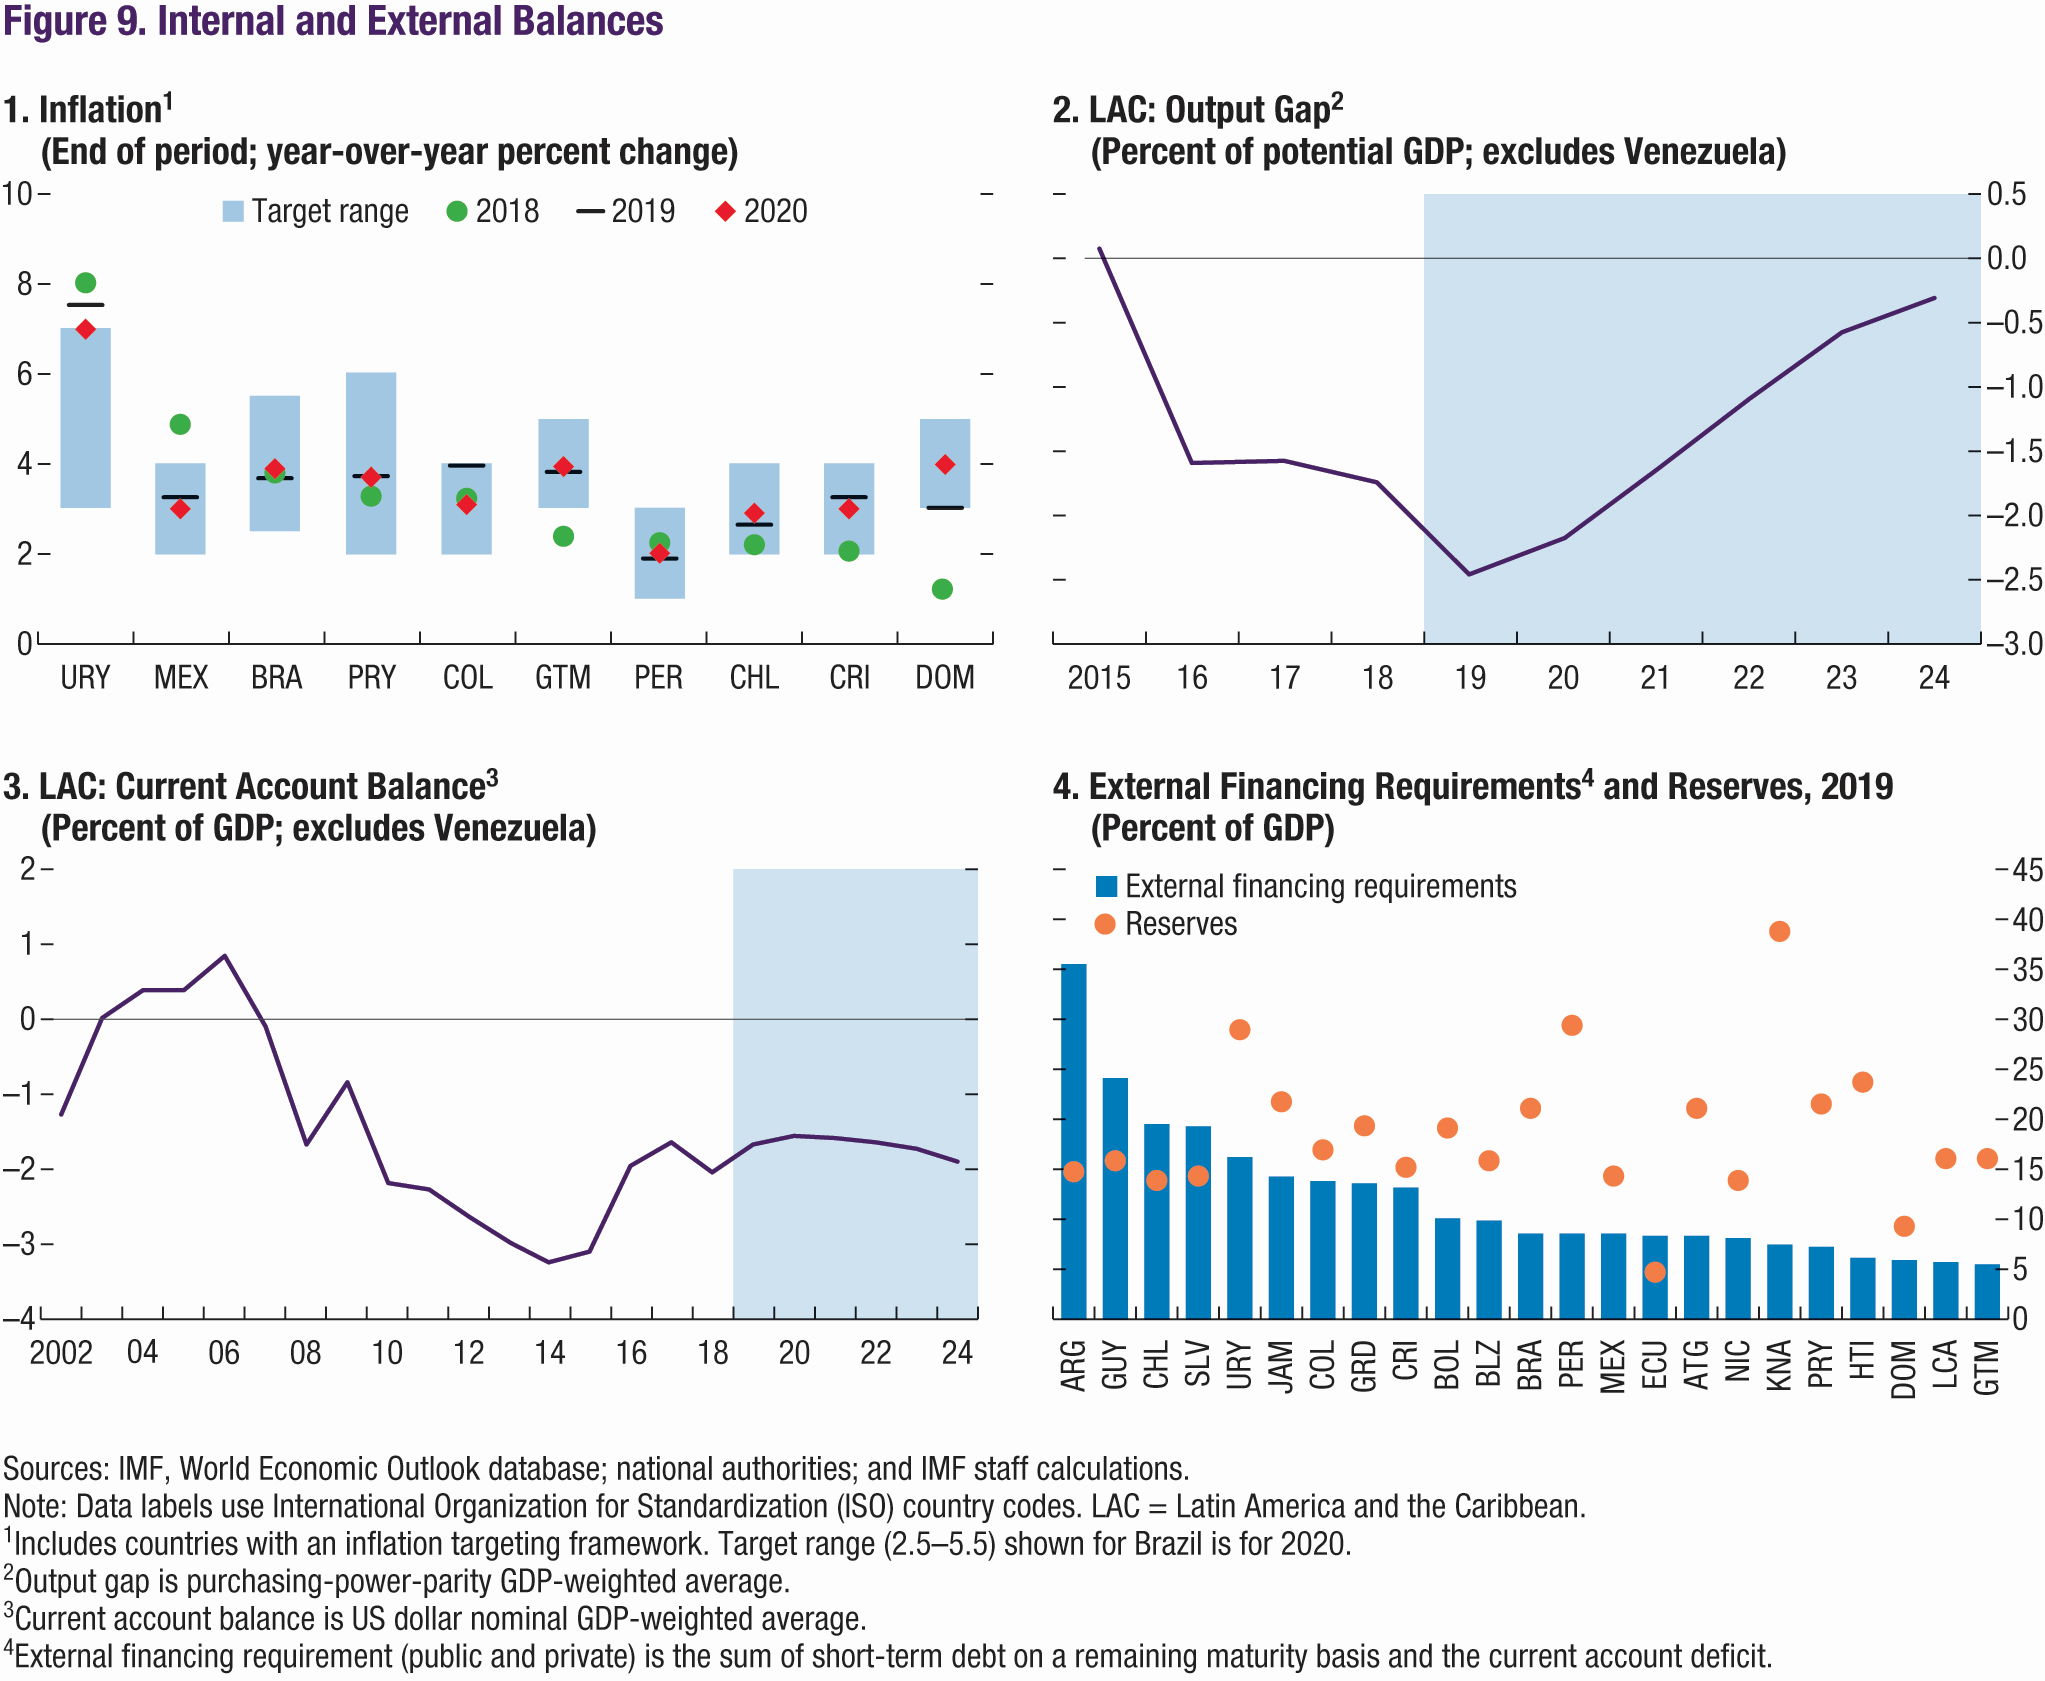 Figure 9. Internal and External Balances
1. Inflation¹
(End of period; year-over-year percent change)
10
8
6
4
2
0
Target range
2018
2019
2020
URY MEX BRA PRY COL GTM PER CHL CRI DOM
2. LAC: Output Gap²
(Percent of potential GDP; excludes Venezuela)
0.5
0.0
–0.5
–1.0
–1.5
–2.0
–2.5
–3.0
2015 16 17 18 19 20 21 22 23 24
3. LAC: Current Account Balance³
(Percent of GDP; excludes Venezuela)
2
1
0
–1
–2
–3
–4
2002 04 06 08 10 12 14 16 18 20 22 24
4. External Financing Requirements⁴ and Reserves, 2019
(Percent of GDP)
External financing requirements
Reserves
45
40
35
30
25
20
15
10
5
0
ARG GUY CHL SLV URY JAM COL GRD CRI BOL BLZ BRA PER MEX ECU ATG NIC KNA PRY HTI DOM LCA GTM
Sources: IMF, World Economic Outlook database; national authorities; and IMF staff calculations.
Note: Data labels use International Organization for Standardization (ISO) country codes. LAC = Latin America and the Caribbean.
¹Includes countries with an inflation targeting framework. Target range (2.5–5.5) shown for Brazil is for 2020.
²Output gap is purchasing-power-parity GDP-weighted average.
³Current account balance is US dollar nominal GDP-weighted average.
⁴External financing requirement (public and private) is the sum of short-term debt on a remaining maturity basis and the current account deficit.